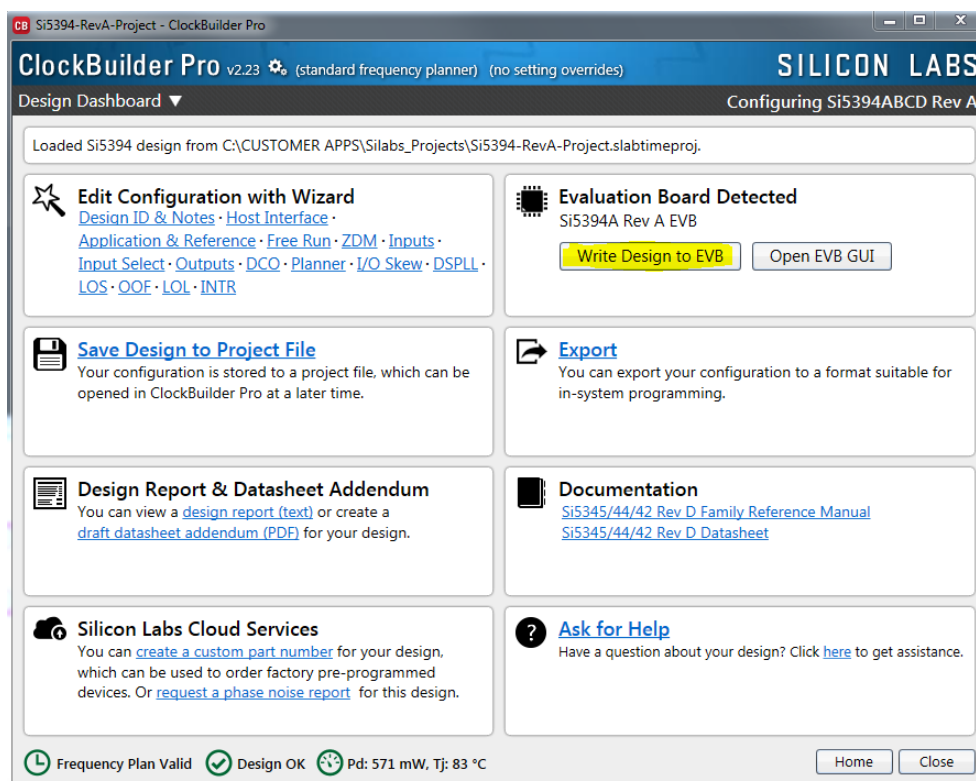 CB Si5394-RevA-Project - ClockBuilder Pro
ClockBuilder Pro v2.23 (standard frequency planner) (no setting overrides) SILICON LABS
Design Dashboard ▼ Configuring Si5394ABCD Rev A
Loaded Si5394 design from C:\CUSTOMER APPS\Silabs_Projects\Si5394-RevA-Project.slabtimeproj.
Edit Configuration with Wizard
Design ID & Notes · Host Interface ·
Application & Reference · Free Run · ZDM · Inputs ·
Input Select · Outputs · DCO · Planner · I/O Skew · DSPLL ·
LOS · OOF · LOL · INTR
Evaluation Board Detected
Si5394A Rev A EVB
Write Design to EVB Open EVB GUI
Save Design to Project File
Your configuration is stored to a project file, which can be
opened in ClockBuilder Pro at a later time.
Export
You can export your configuration to a format suitable for
in-system programming.
Design Report & Datasheet Addendum
You can view a design report (text) or create a
draft datasheet addendum (PDF) for your design.
Documentation
Si5345/44/42 Rev D Family Reference Manual
Si5345/44/42 Rev D Datasheet
Silicon Labs Cloud Services
You can create a custom part number for your design,
which can be used to order factory pre-programmed
devices. Or request a phase noise report for this design.
Ask for Help
Have a question about your design? Click here to get assistance.
Frequency Plan Valid Design OK Pd: 571 mW, Tj: 83 °C Home Close